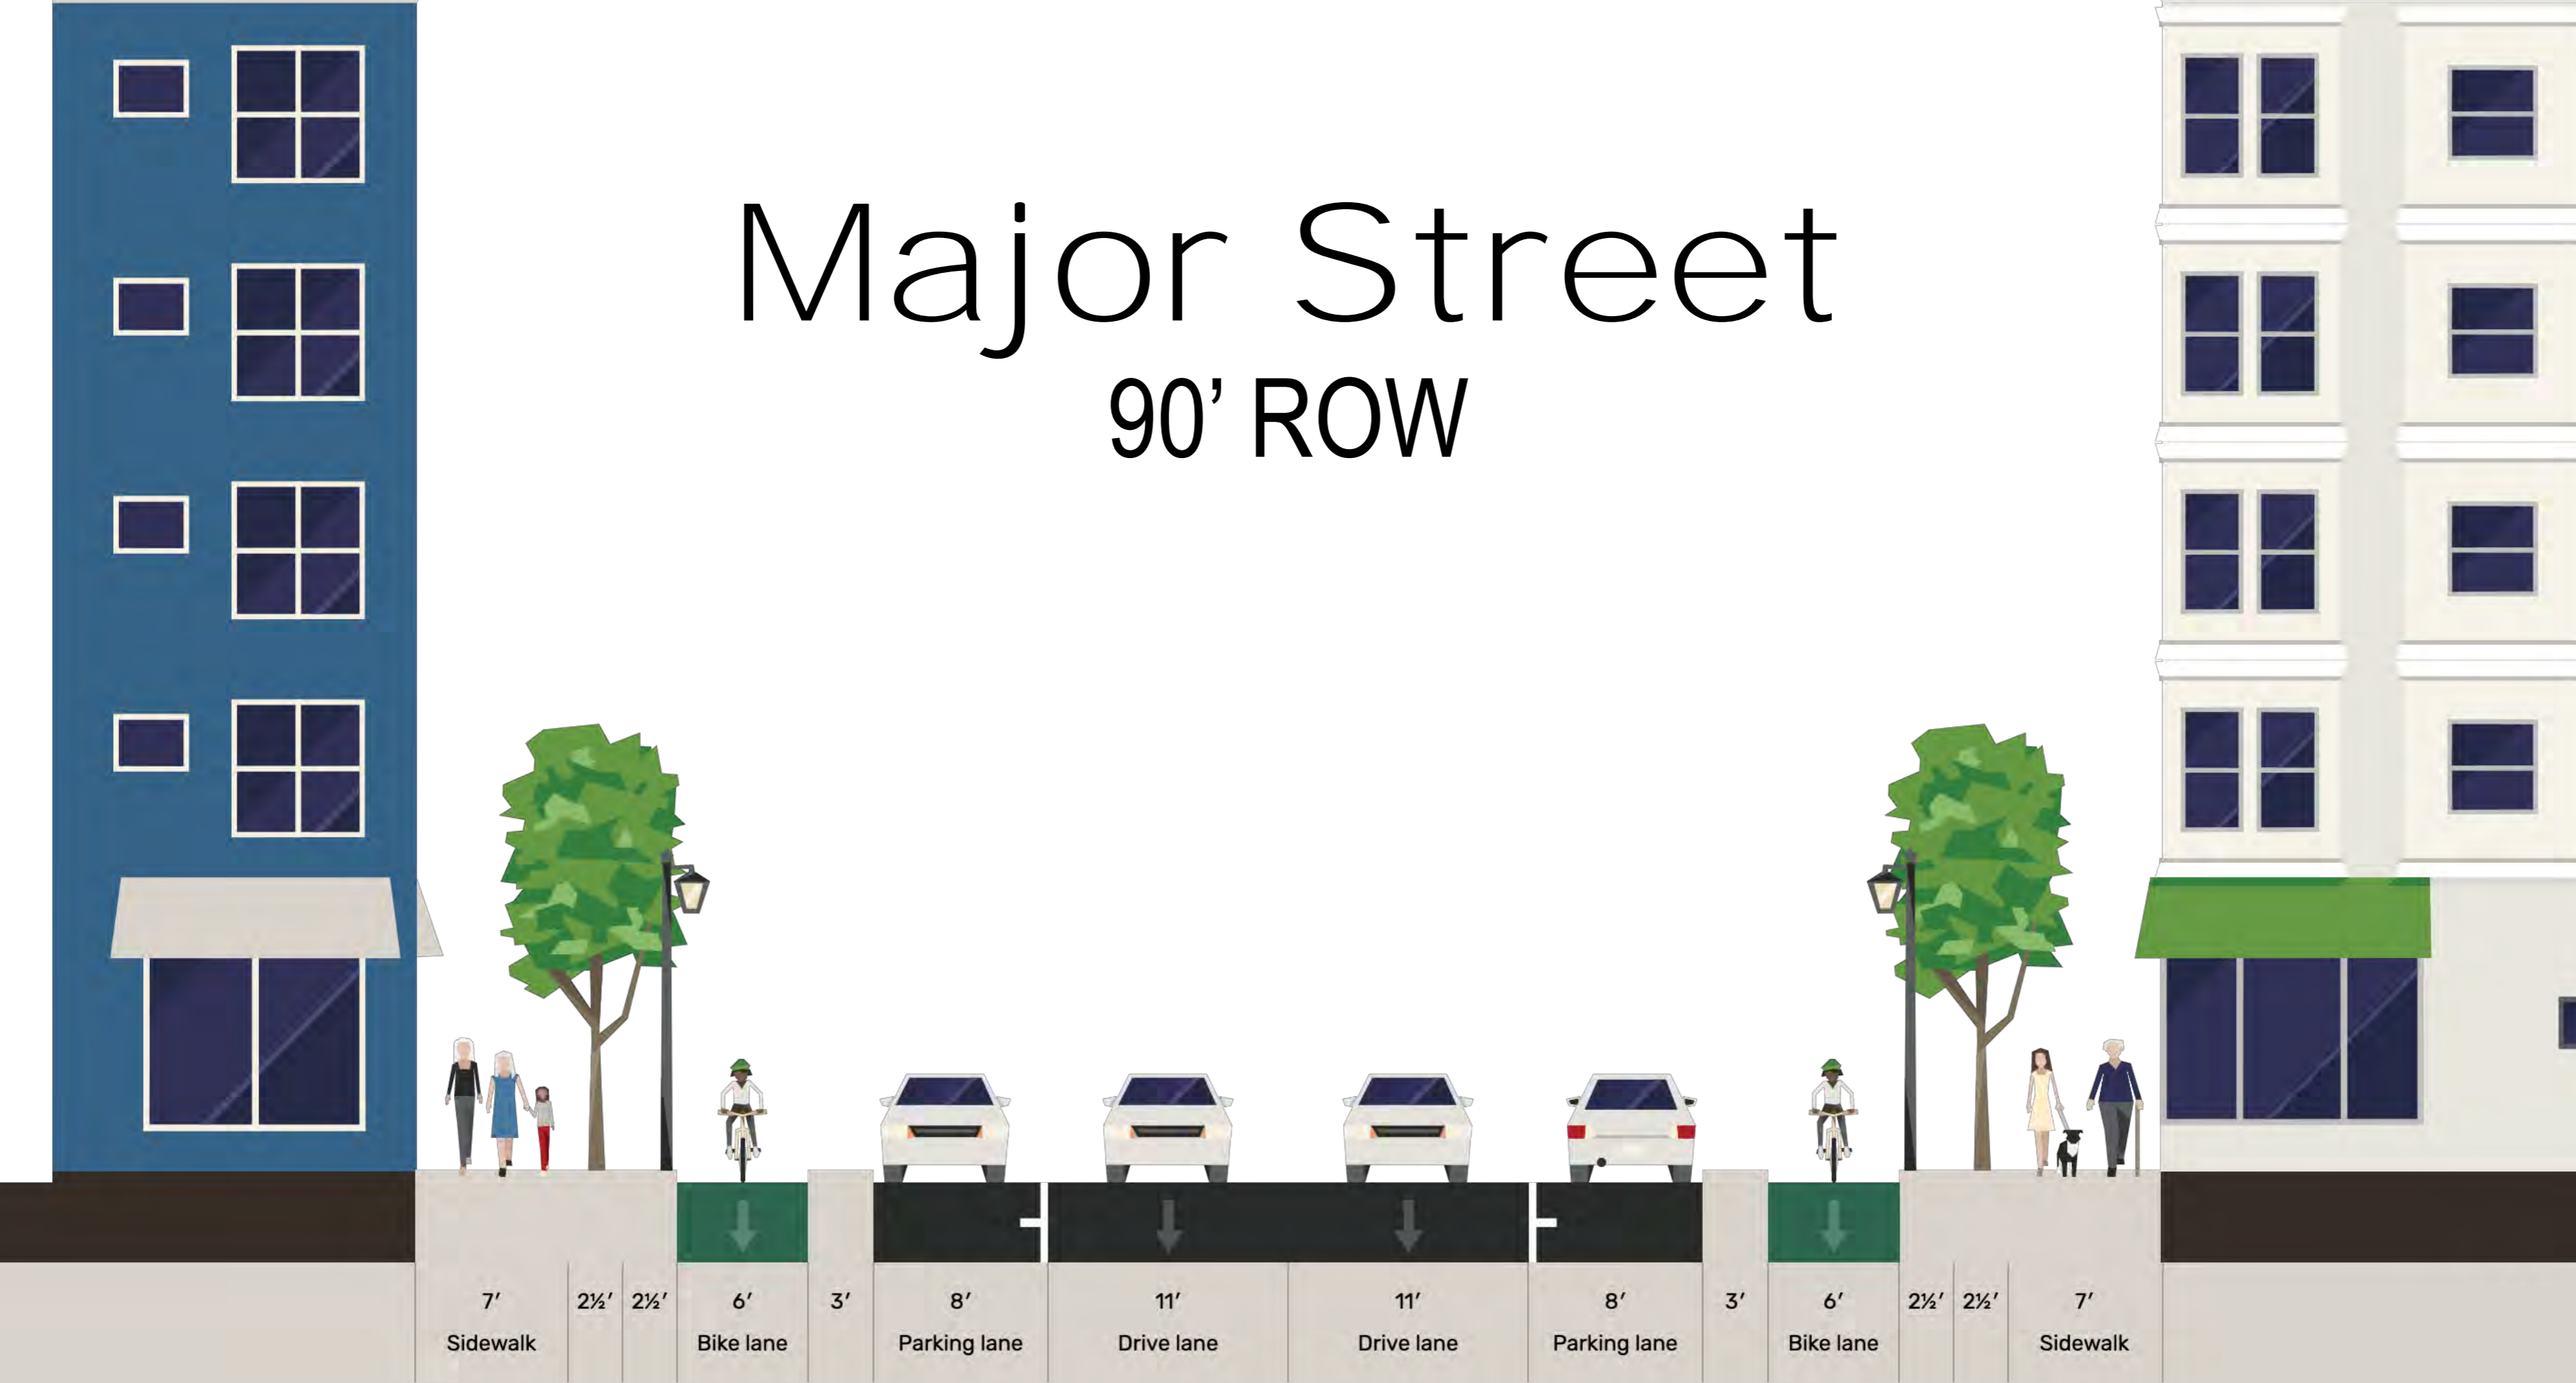 Major Street
90’ ROW
7′ 2½′ 2½′ 6′ 3′ 8′ 11′ 11′ 8′ 3′ 6′ 2½′ 2½′ 7′
Sidewalk Bike lane Parking lane Drive lane Drive lane Parking lane Bike lane Sidewalk